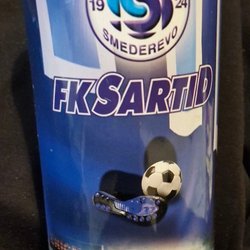 19 24
SMEDEREVO
FK SARTID